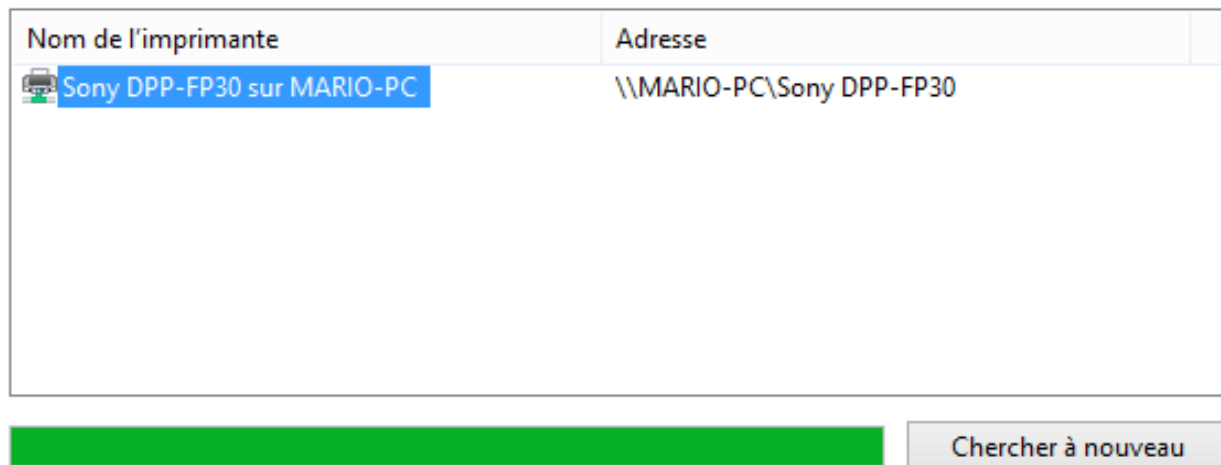 Nom de l'imprimante Adresse
Sony DPP-FP30 sur MARIO-PC \\MARIO-PC\Sony DPP-FP30
Chercher à nouveau